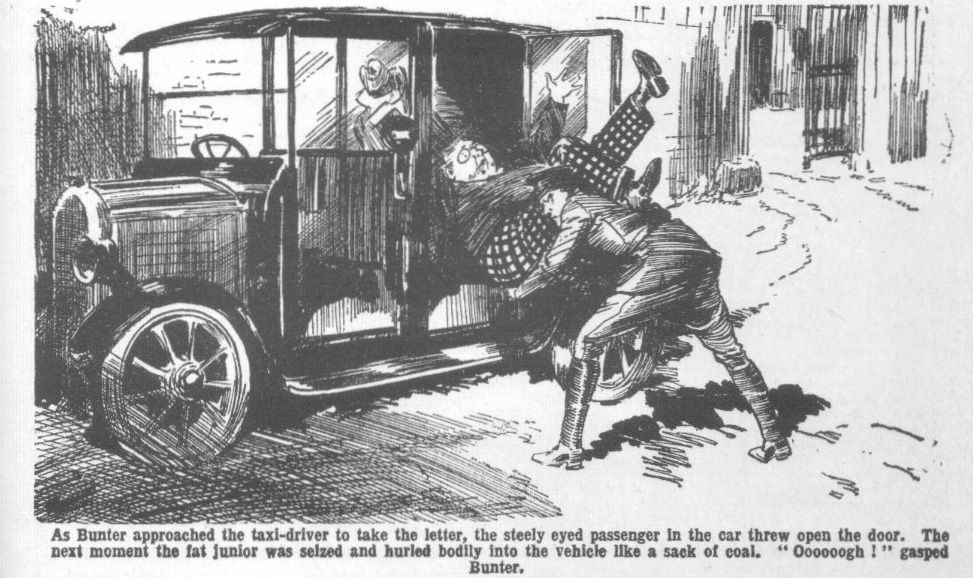 As Bunter approached the taxi-driver to take the letter, the steely eyed passenger in the car threw open the door. The
next moment the fat junior was seized and hurled bodily into the vehicle like a sack of coal. " Oooooogh ! " gasped
Bunter.